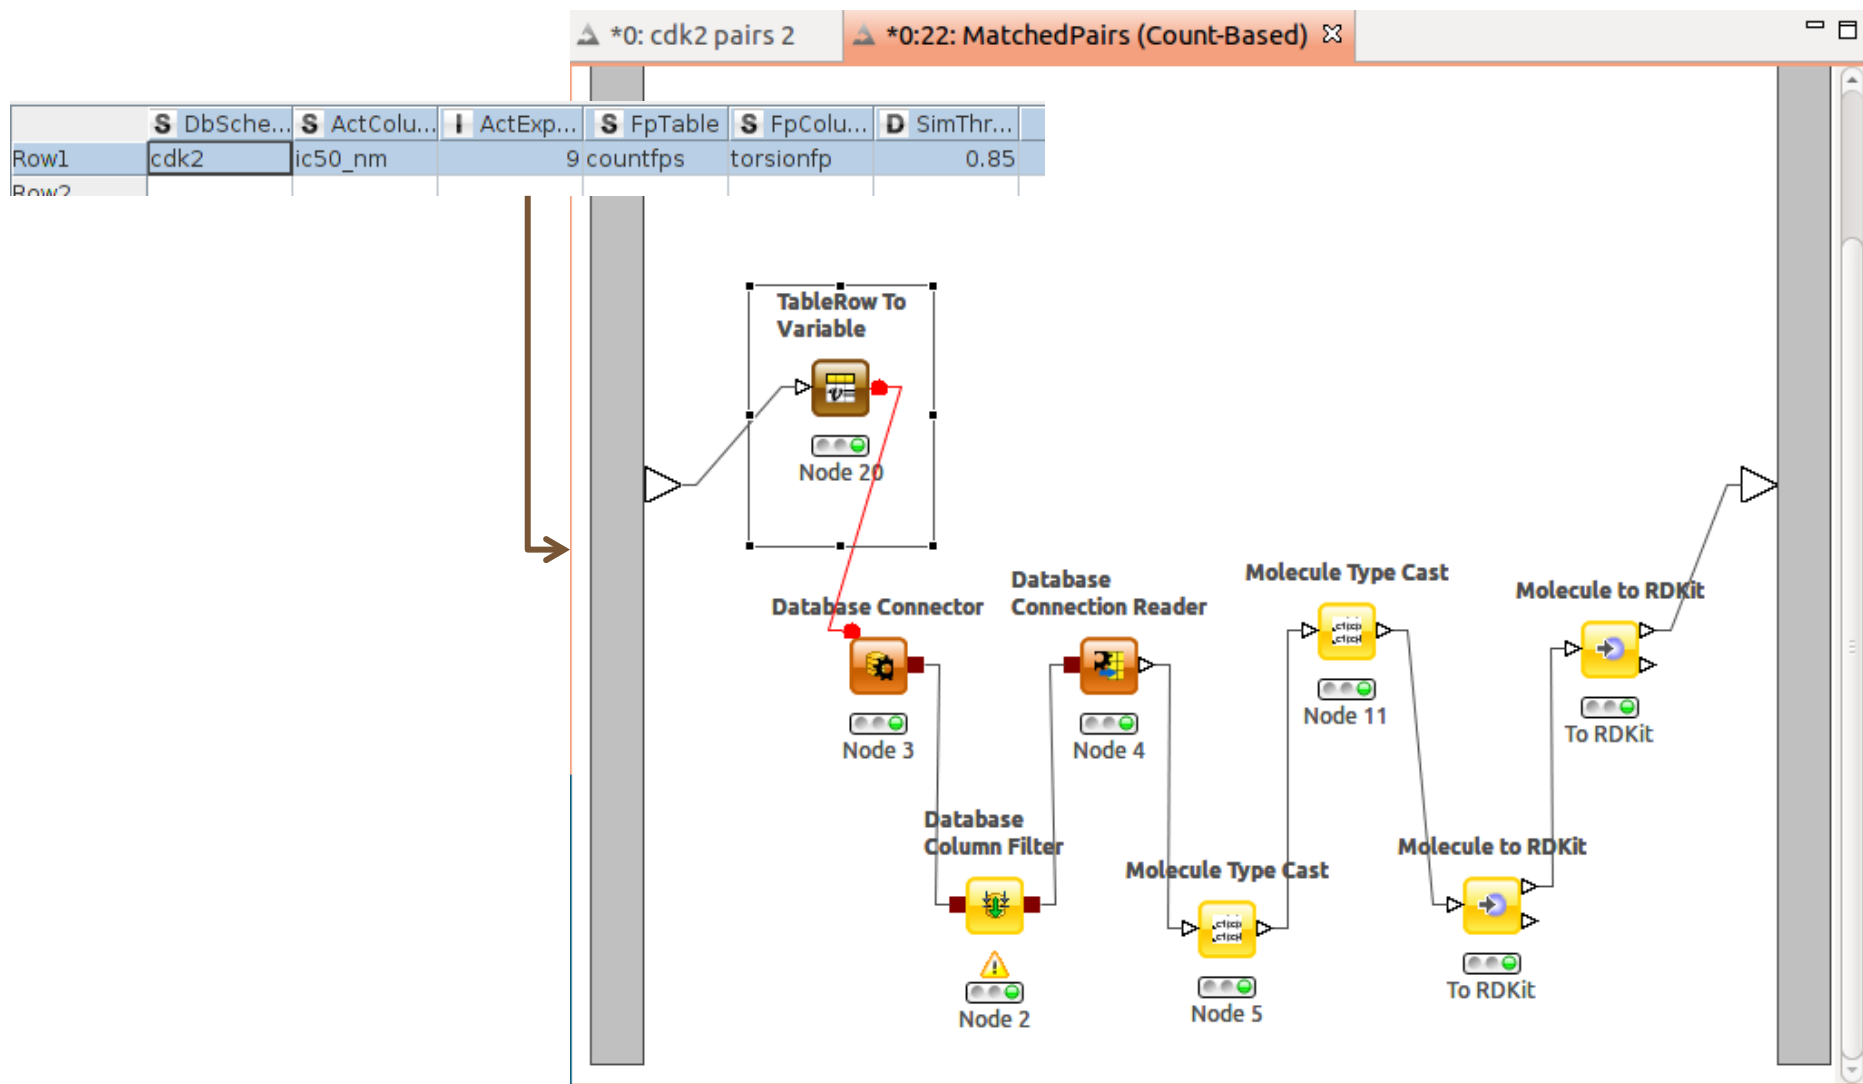 *0: cdk2 pairs 2
*0:22: MatchedPairs (Count-Based)
S DbSche... S ActColu... I ActExp... S FpTable S FpColu... D SimThr...
Row1 cdk2 ic50_nm 9 countfps torsionfp 0.85
Row2
TableRow To
Variable
Node 20
Database Connector
Node 3
Database
Column Filter
Node 2
Database
Connection Reader
Node 4
Molecule Type Cast
Node 5
Molecule Type Cast
Node 11
Molecule to RDKit
To RDKit
Molecule to RDKit
To RDKit